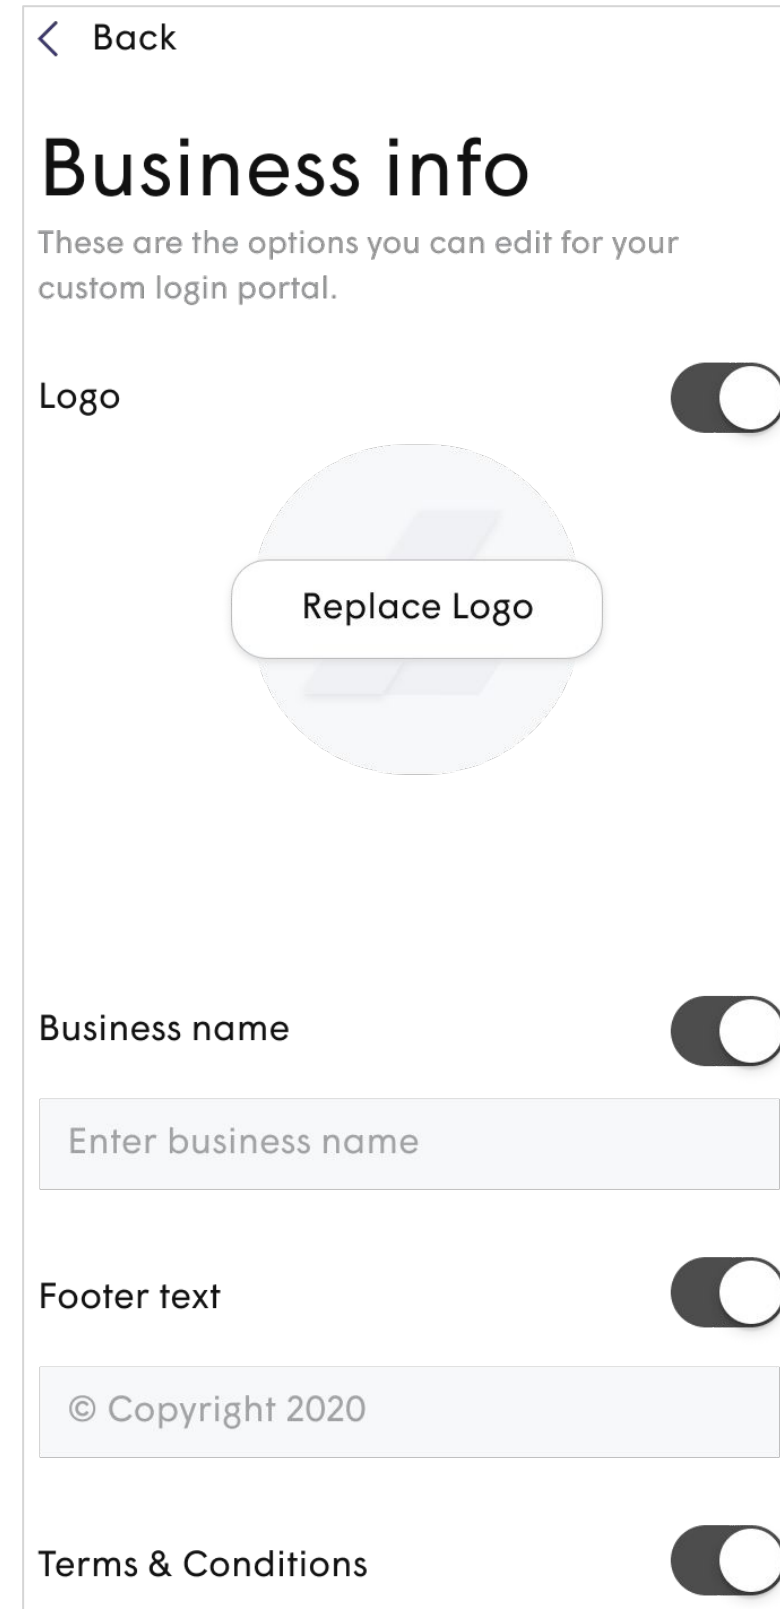 Back
Business info
These are the options you can edit for your
custom login portal.
Logo
Replace Logo
Business name
Enter business name
Footer text
© Copyright 2020
Terms & Conditions